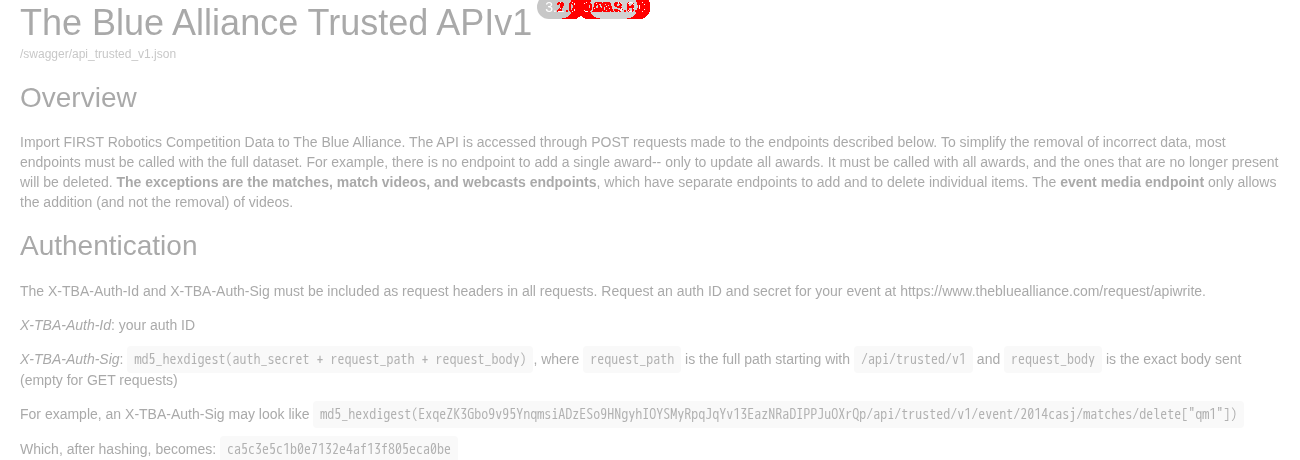 The Blue Alliance Trusted APIv1
/swagger/api_trusted_v1.json
Overview
Import FIRST Robotics Competition Data to The Blue Alliance. The API is accessed through POST requests made to the endpoints described below. To simplify the removal of incorrect data, most
endpoints must be called with the full dataset. For example, there is no endpoint to add a single award-- only to update all awards. It must be called with all awards, and the ones that are no longer present
will be deleted. The exceptions are the matches, match videos, and webcasts endpoints, which have separate endpoints to add and to delete individual items. The event media endpoint only allows
the addition (and not the removal) of videos.
Authentication
The X-TBA-Auth-Id and X-TBA-Auth-Sig must be included as request headers in all requests. Request an auth ID and secret for your event at https://www.thebluealliance.com/request/apiwrite.
X-TBA-Auth-Id: your auth ID
X-TBA-Auth-Sig: md5_hexdigest(auth_secret + request_path + request_body) , where request_path is the full path starting with /api/trusted/v1 and request_body is the exact body sent
(empty for GET requests)
For example, an X-TBA-Auth-Sig may look like md5_hexdigest(ExqeZK3Gbo9v95YnqmsiADzESo9HNgyhIOYSMyRpqJqYv13EazNRaDIPPJuOXrQp/api/trusted/v1/event/2014casj/matches/delete["qm1"])
Which, after hashing, becomes: ca5c3e5c1b0e7132e4af13f805eca0be